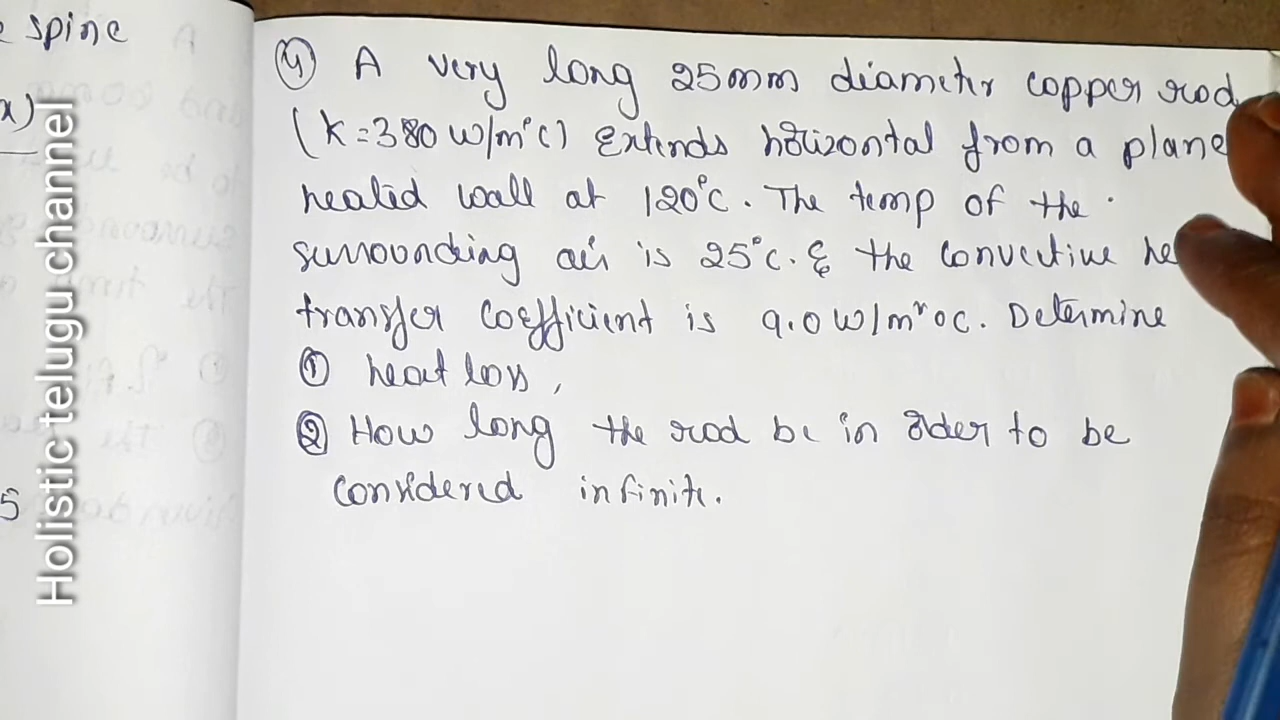 spine
x)
5
Holistic telugu channel
④ A very long 25mm diameter copper rod
(K=380 W/m°C) Extends horizontal from a plane
heated wall at 120°C. The temp of the
surrounding air is 25°C. & the convective he
transfer coefficient is 9.0 W/m²°C. Determine
① heat loss,
② How long the rod be in order to be
considered infinite.